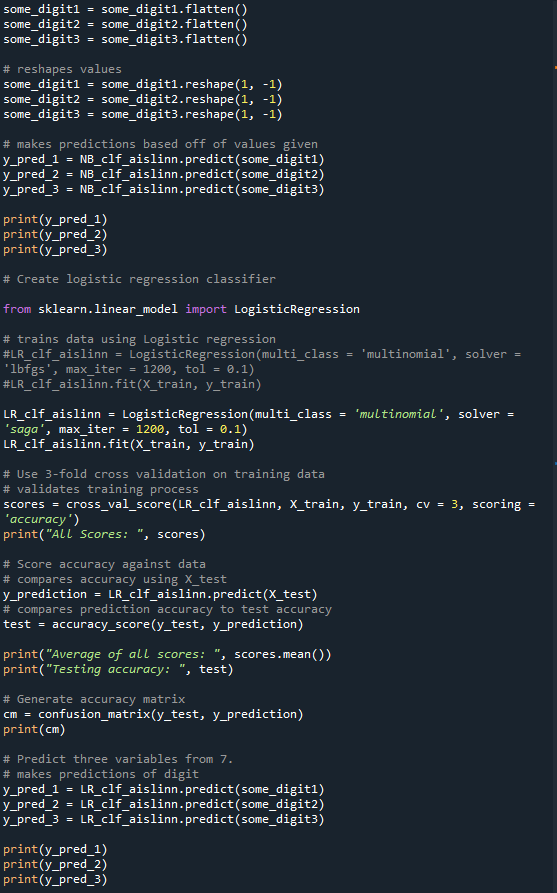 some_digit1 = some_digit1.flatten()
some_digit2 = some_digit2.flatten()
some_digit3 = some_digit3.flatten()
# reshapes values
some_digit1 = some_digit1.reshape(1, -1)
some_digit2 = some_digit2.reshape(1, -1)
some_digit3 = some_digit3.reshape(1, -1)
# makes predictions based off of values given
y_pred_1 = NB_clf_aislinn.predict(some_digit1)
y_pred_2 = NB_clf_aislinn.predict(some_digit2)
y_pred_3 = NB_clf_aislinn.predict(some_digit3)
print(y_pred_1)
print(y_pred_2)
print(y_pred_3)
# Create logistic regression classifier
from sklearn.linear_model import LogisticRegression
# trains data using Logistic regression
#LR_clf_aislinn = LogisticRegression(multi_class = 'multinomial', solver =
'lbfgs', max_iter = 1200, tol = 0.1)
#LR_clf_aislinn.fit(X_train, y_train)
LR_clf_aislinn = LogisticRegression(multi_class = 'multinomial', solver =
'saga', max_iter = 1200, tol = 0.1)
LR_clf_aislinn.fit(X_train, y_train)
# Use 3-fold cross validation on training data
# validates training process
scores = cross_val_score(LR_clf_aislinn, X_train, y_train, cv = 3, scoring =
'accuracy')
print("All Scores: ", scores)
# Score accuracy against data
# compares accuracy using X_test
y_prediction = LR_clf_aislinn.predict(X_test)
# compares prediction accuracy to test accuracy
test = accuracy_score(y_test, y_prediction)
print("Average of all scores: ", scores.mean())
print("Testing accuracy: ", test)
# Generate accuracy matrix
cm = confusion_matrix(y_test, y_prediction)
print(cm)
# Predict three variables from 7.
# makes predictions of digit
y_pred_1 = LR_clf_aislinn.predict(some_digit1)
y_pred_2 = LR_clf_aislinn.predict(some_digit2)
y_pred_3 = LR_clf_aislinn.predict(some_digit3)
print(y_pred_1)
print(y_pred_2)
print(y_pred_3)